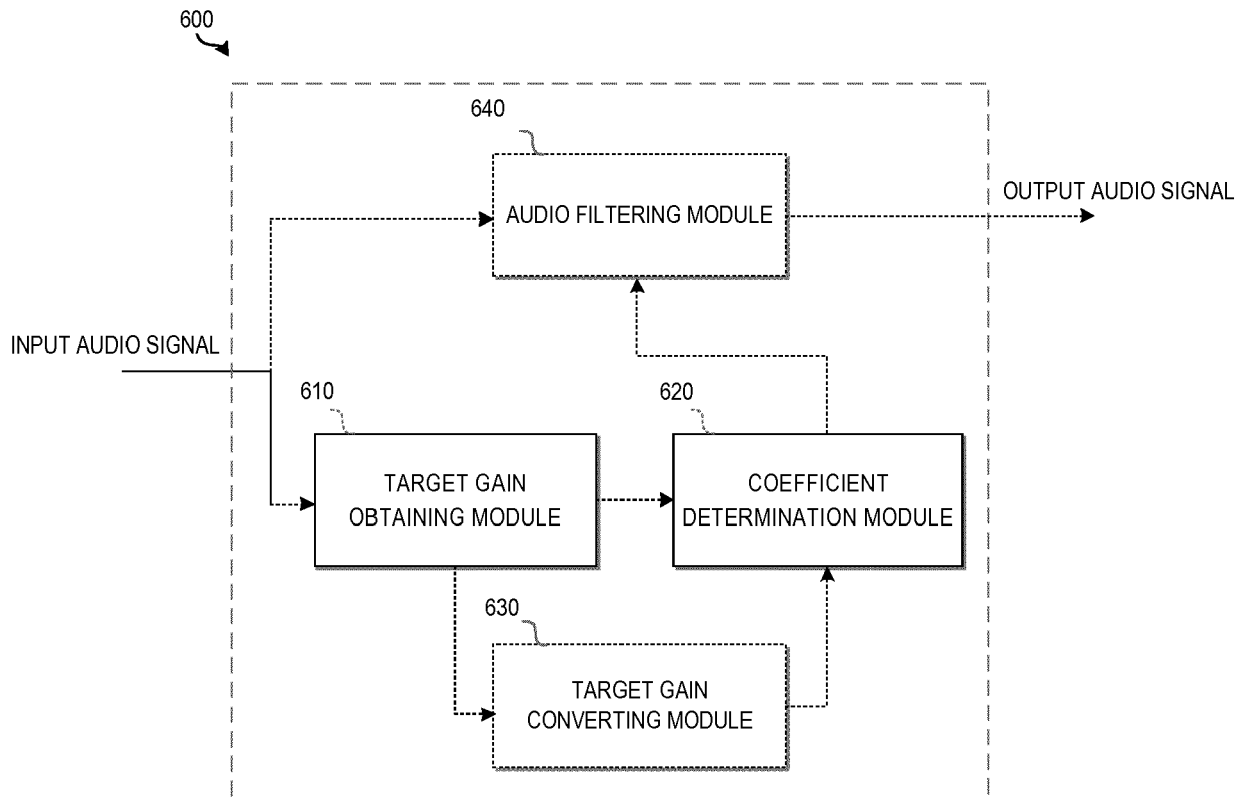 600
640
AUDIO FILTERING MODULE
OUTPUT AUDIO SIGNAL
INPUT AUDIO SIGNAL
610
620
TARGET GAIN
OBTAINING MODULE
COEFFICIENT
DETERMINATION MODULE
630
TARGET GAIN
CONVERTING MODULE